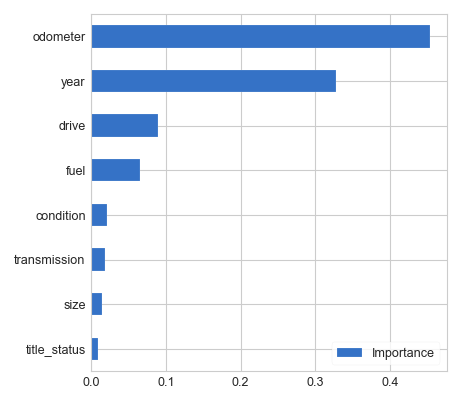 odometer
year
drive
fuel
condition
transmission
size
title_status
Importance
0.0 0.1 0.2 0.3 0.4